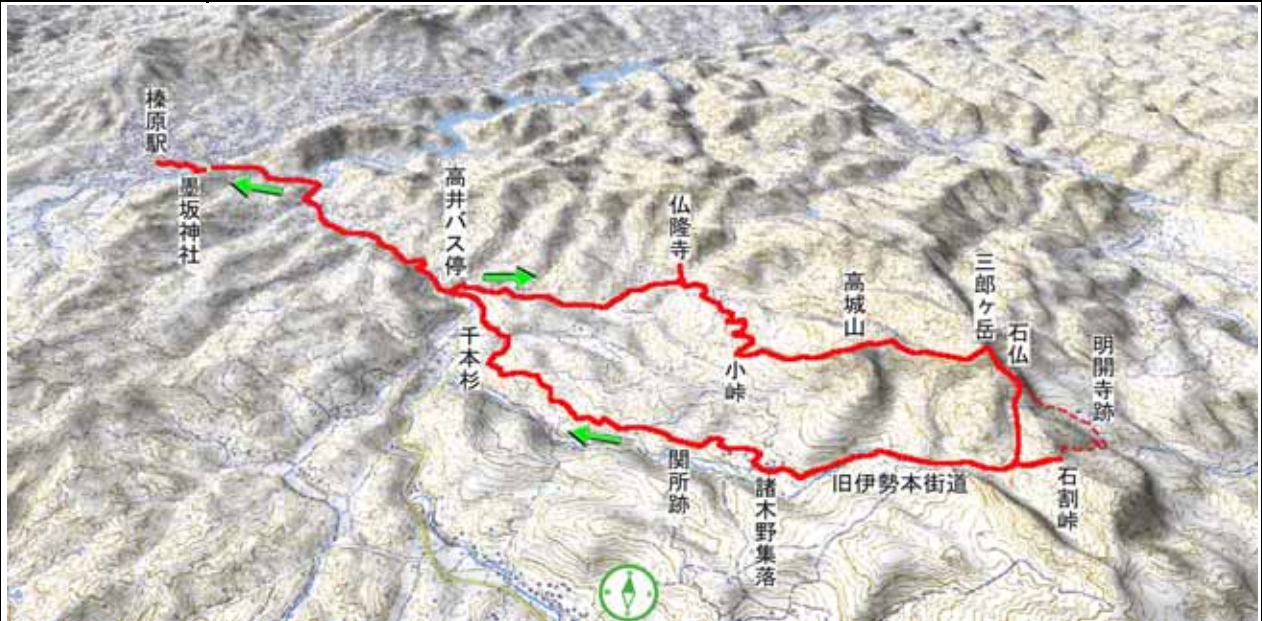 榛原駅
墨坂神社
高井バス停
仏隆寺
千本杉
小峠
高城山
三郎ヶ岳
石仏
明開寺跡
関所跡
諸木野集落
旧伊勢本街道
石割峠